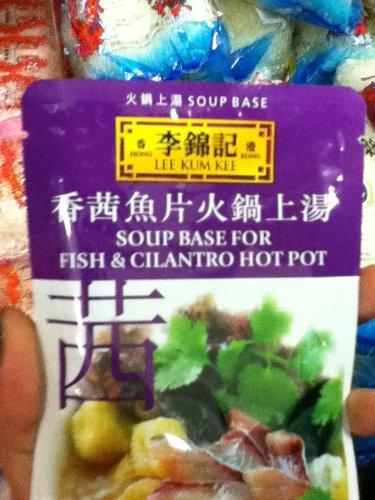 火鍋上湯 SOUP BASE
香 李錦記 港
HONG LEE KUM KEE KONG
香茜魚片火鍋上湯
SOUP BASE FOR
FISH & CILANTRO HOT POT
茜